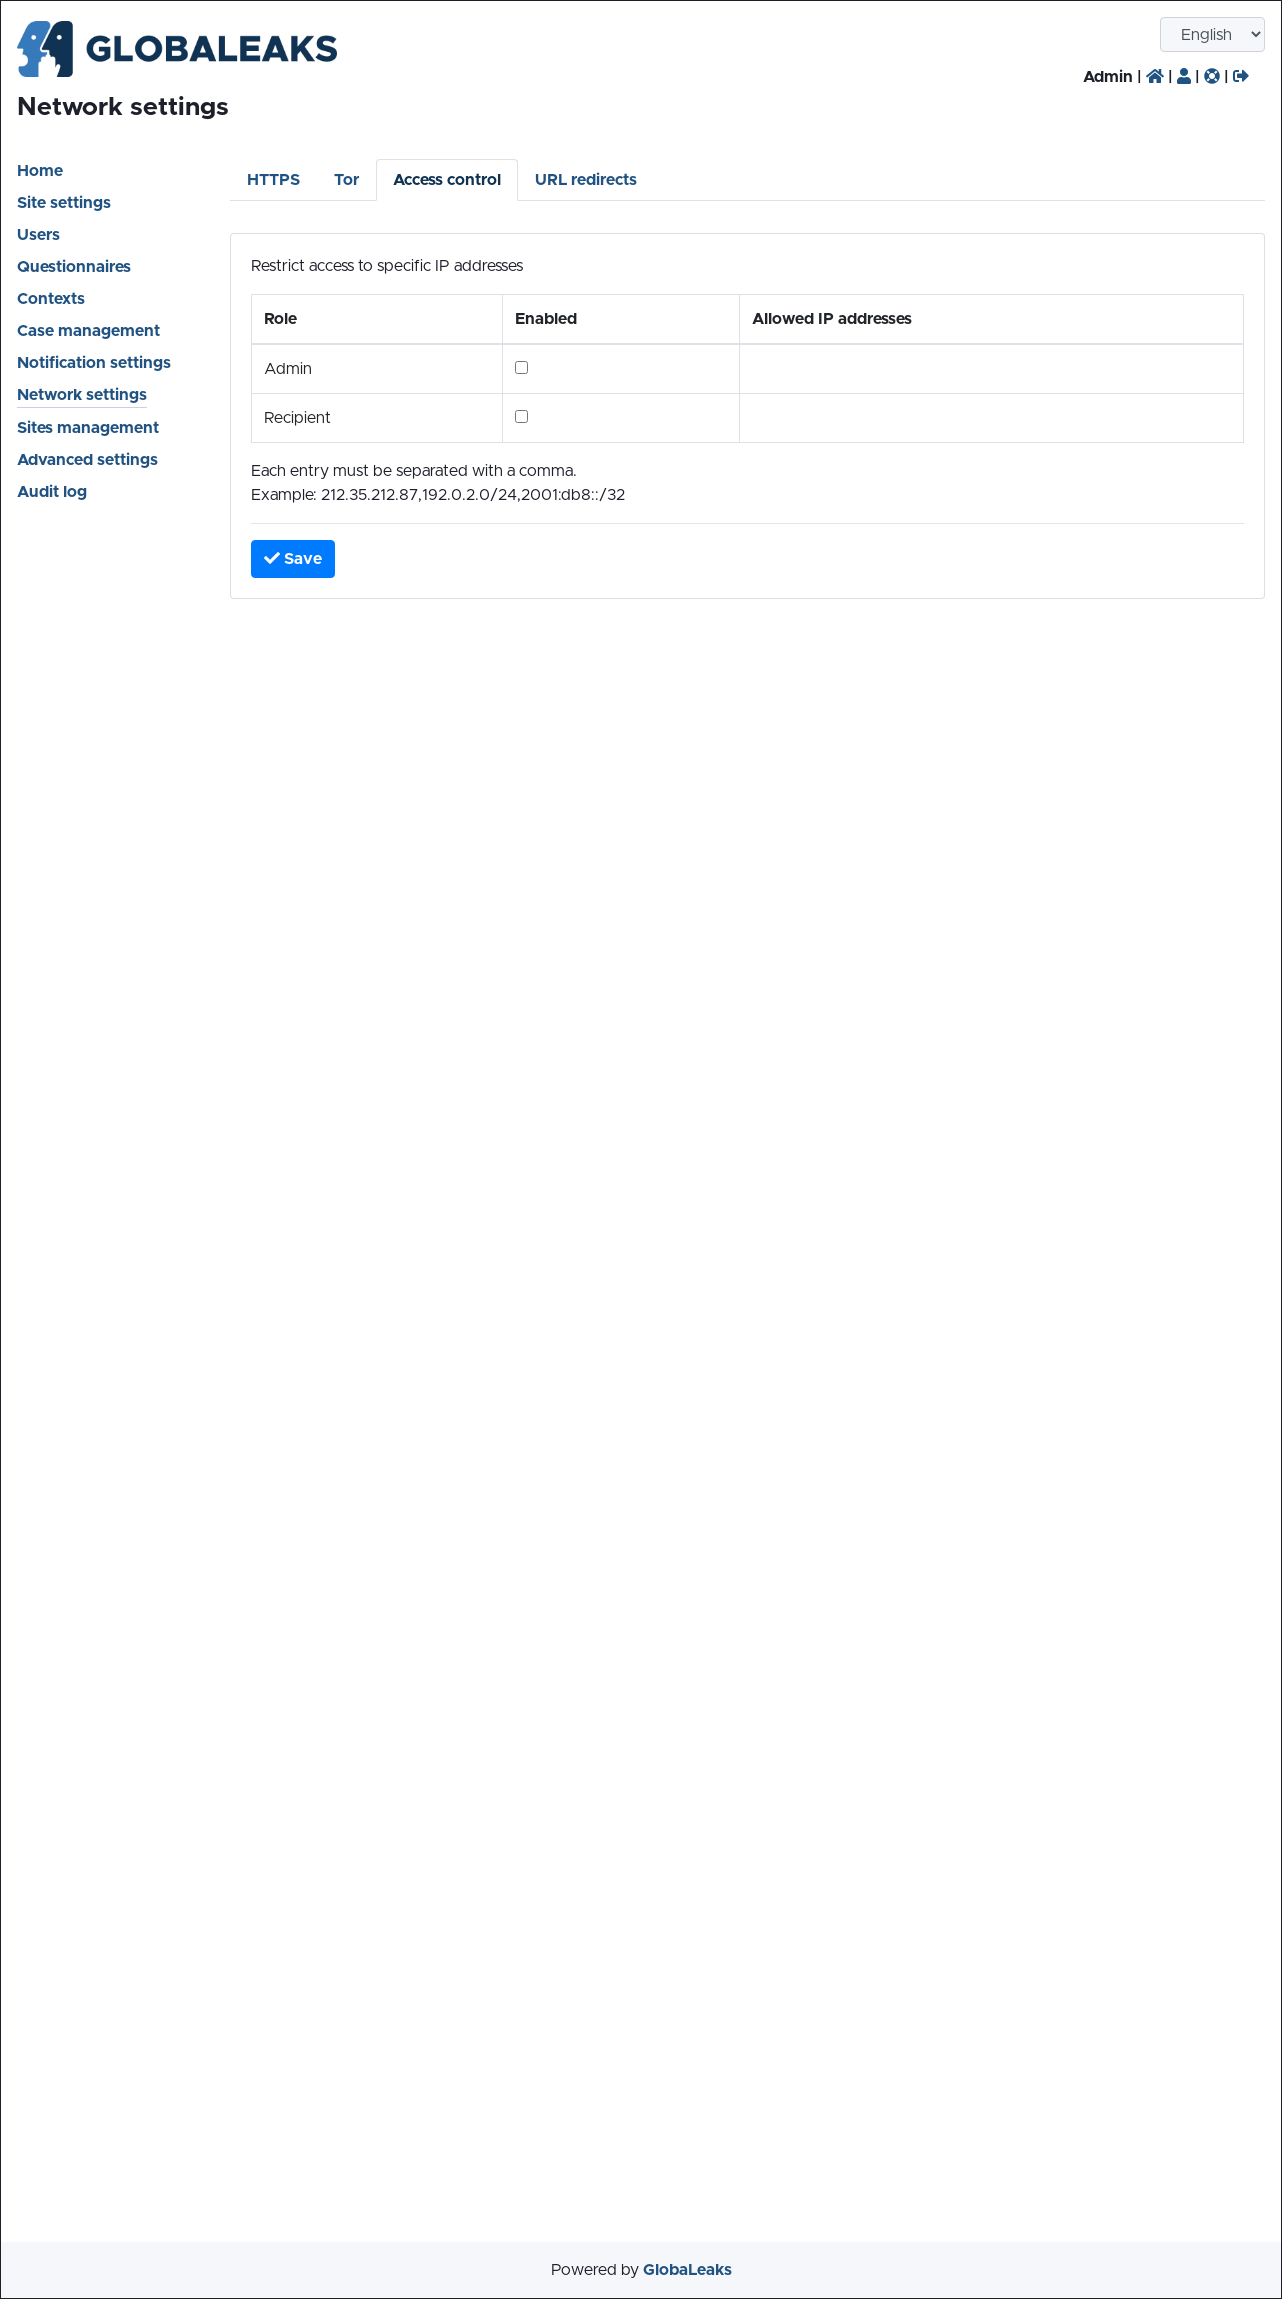 GLOBALEAKS
English
Admin | | | |
Network settings
Home
Site settings
Users
Questionnaires
Contexts
Case management
Notification settings
Network settings
Sites management
Advanced settings
Audit log
HTTPS Tor Access control URL redirects
Restrict access to specific IP addresses
Role Enabled Allowed IP addresses
Admin
Recipient
Each entry must be separated with a comma.
Example: 212.35.212.87,192.0.2.0/24,2001:db8::/32
Save
Powered by GlobaLeaks